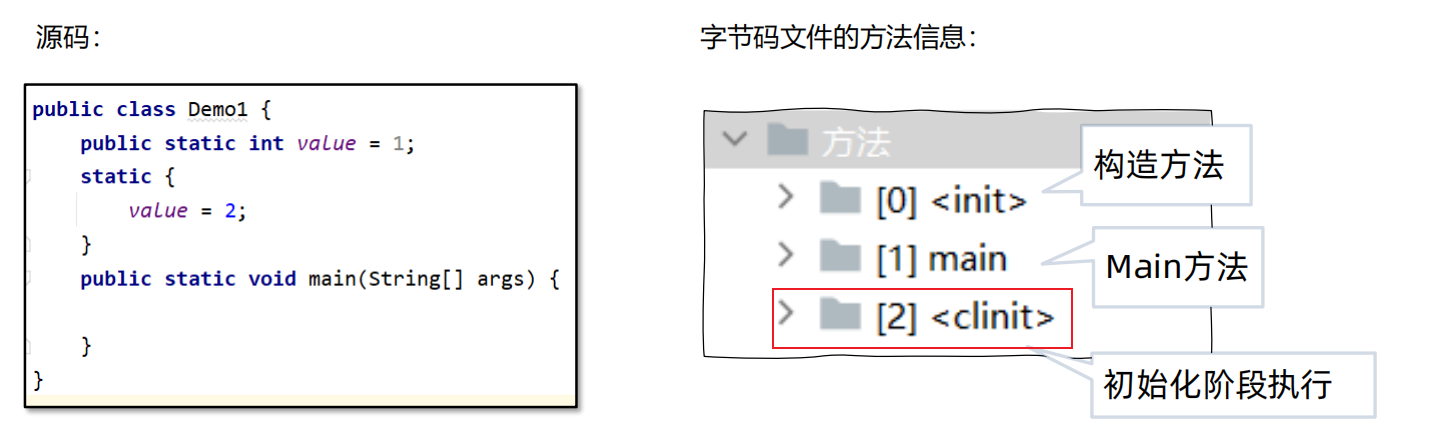 源码：
public class Demo1 {
public static int value = 1;
static {
value = 2;
}
public static void main(String[] args) {
}
}
字节码文件的方法信息：
方法
[0] <init>
构造方法
[1] main
Main方法
[2] <clinit>
初始化阶段执行